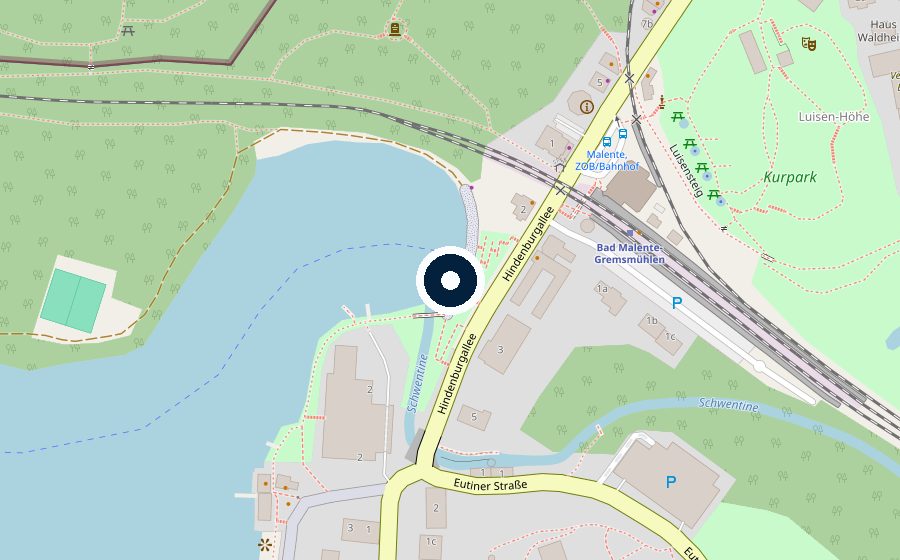 7b
Haus
Waldhei
5
Luisen-Höhe
1
Malente,
ZOB/Bahnhof
Luisensteig
Kurpark
2
Hindenburgallee
Bad Malente-
Gremsmühlen
1a
P
1b
1c
3
Hindenburgallee
Schwentine
2
Schwentine
5
2
1
1
P
Eutiner Straße
2
3
1
1c
Eut